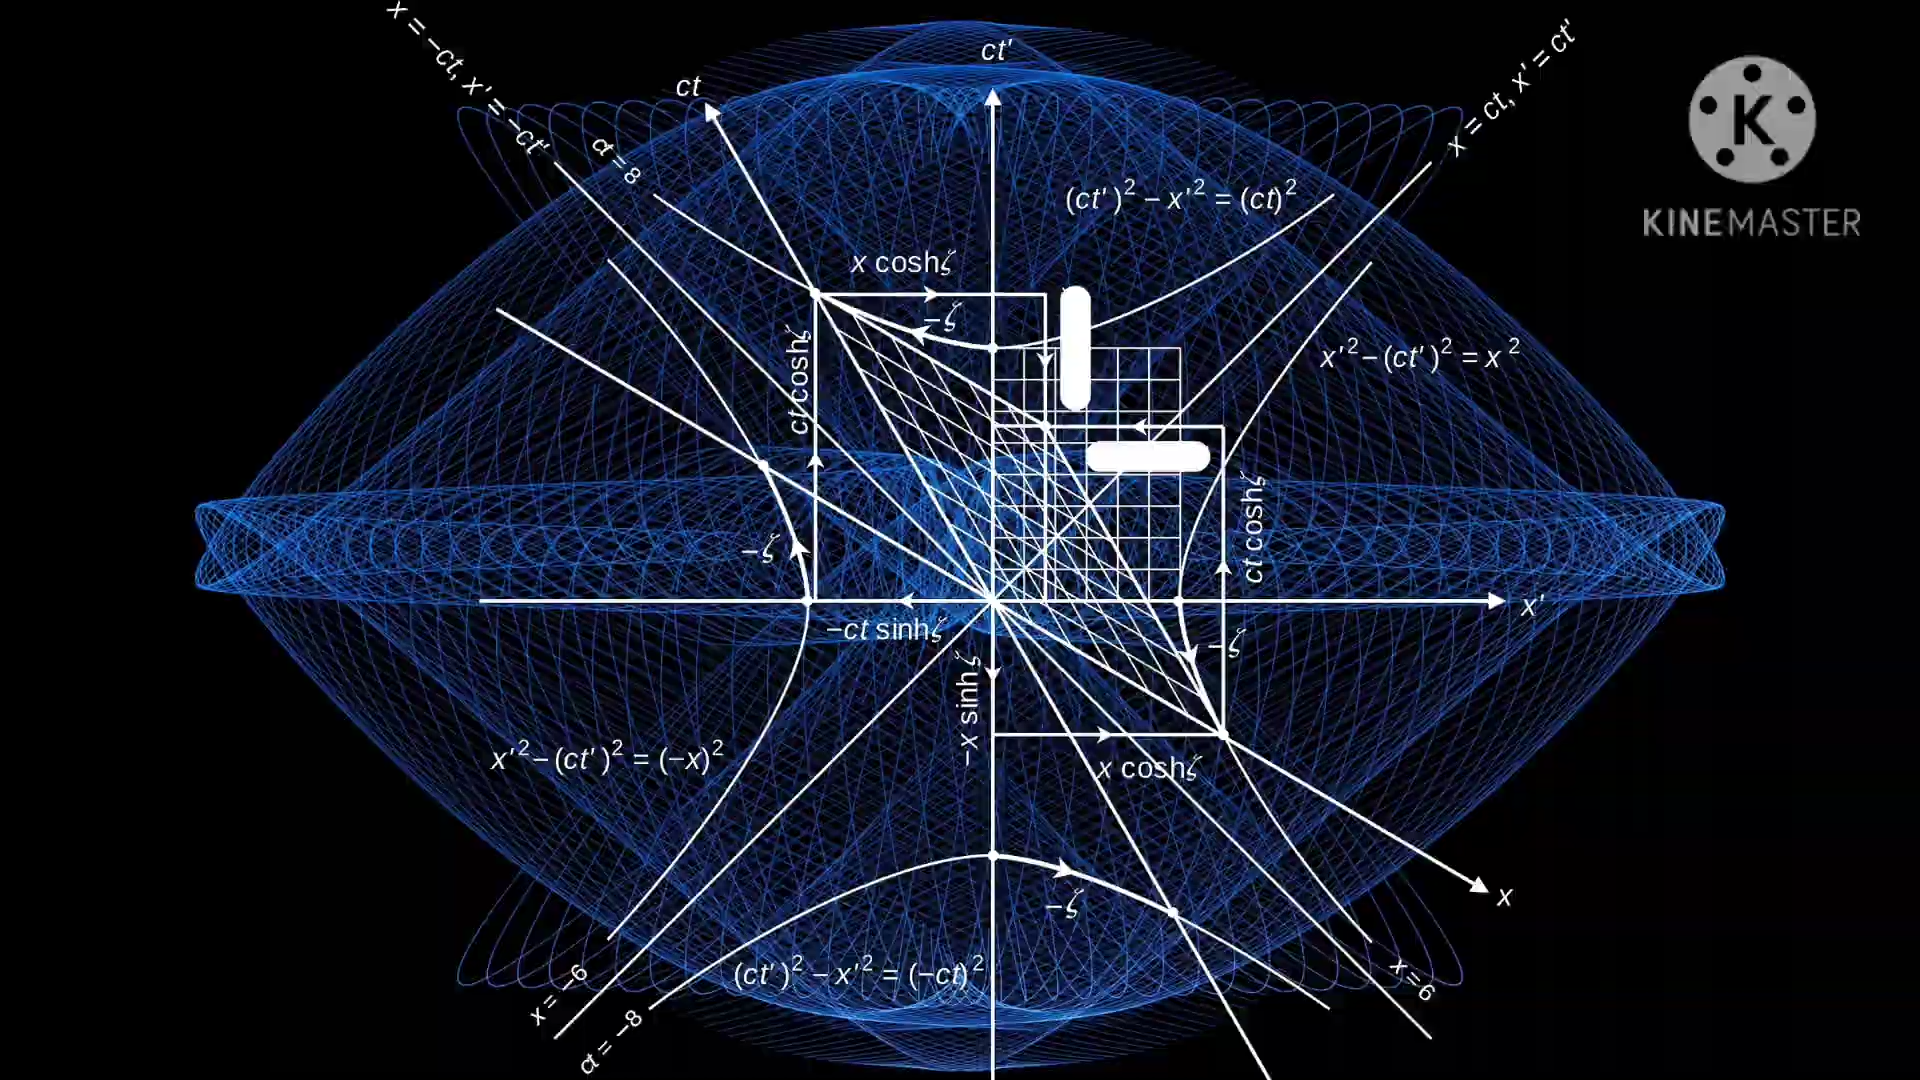 x = −ct, x' = −ct'
ct
ct'
x = ct, x' = ct'
K
KINEMASTER
ct = 8
(ct')² − x'² = (ct)²
x coshζ
−ζ
ct coshζ
x'² − (ct')² = x²
−ζ
ct coshζ
x'
−ct sinhζ
−ζ
−x sinhζ
x'² − (ct')² = (−x)²
x coshζ
x
−ζ
(ct')² − x'² = (−ct)²
x = −6
x = 6
ct = −8